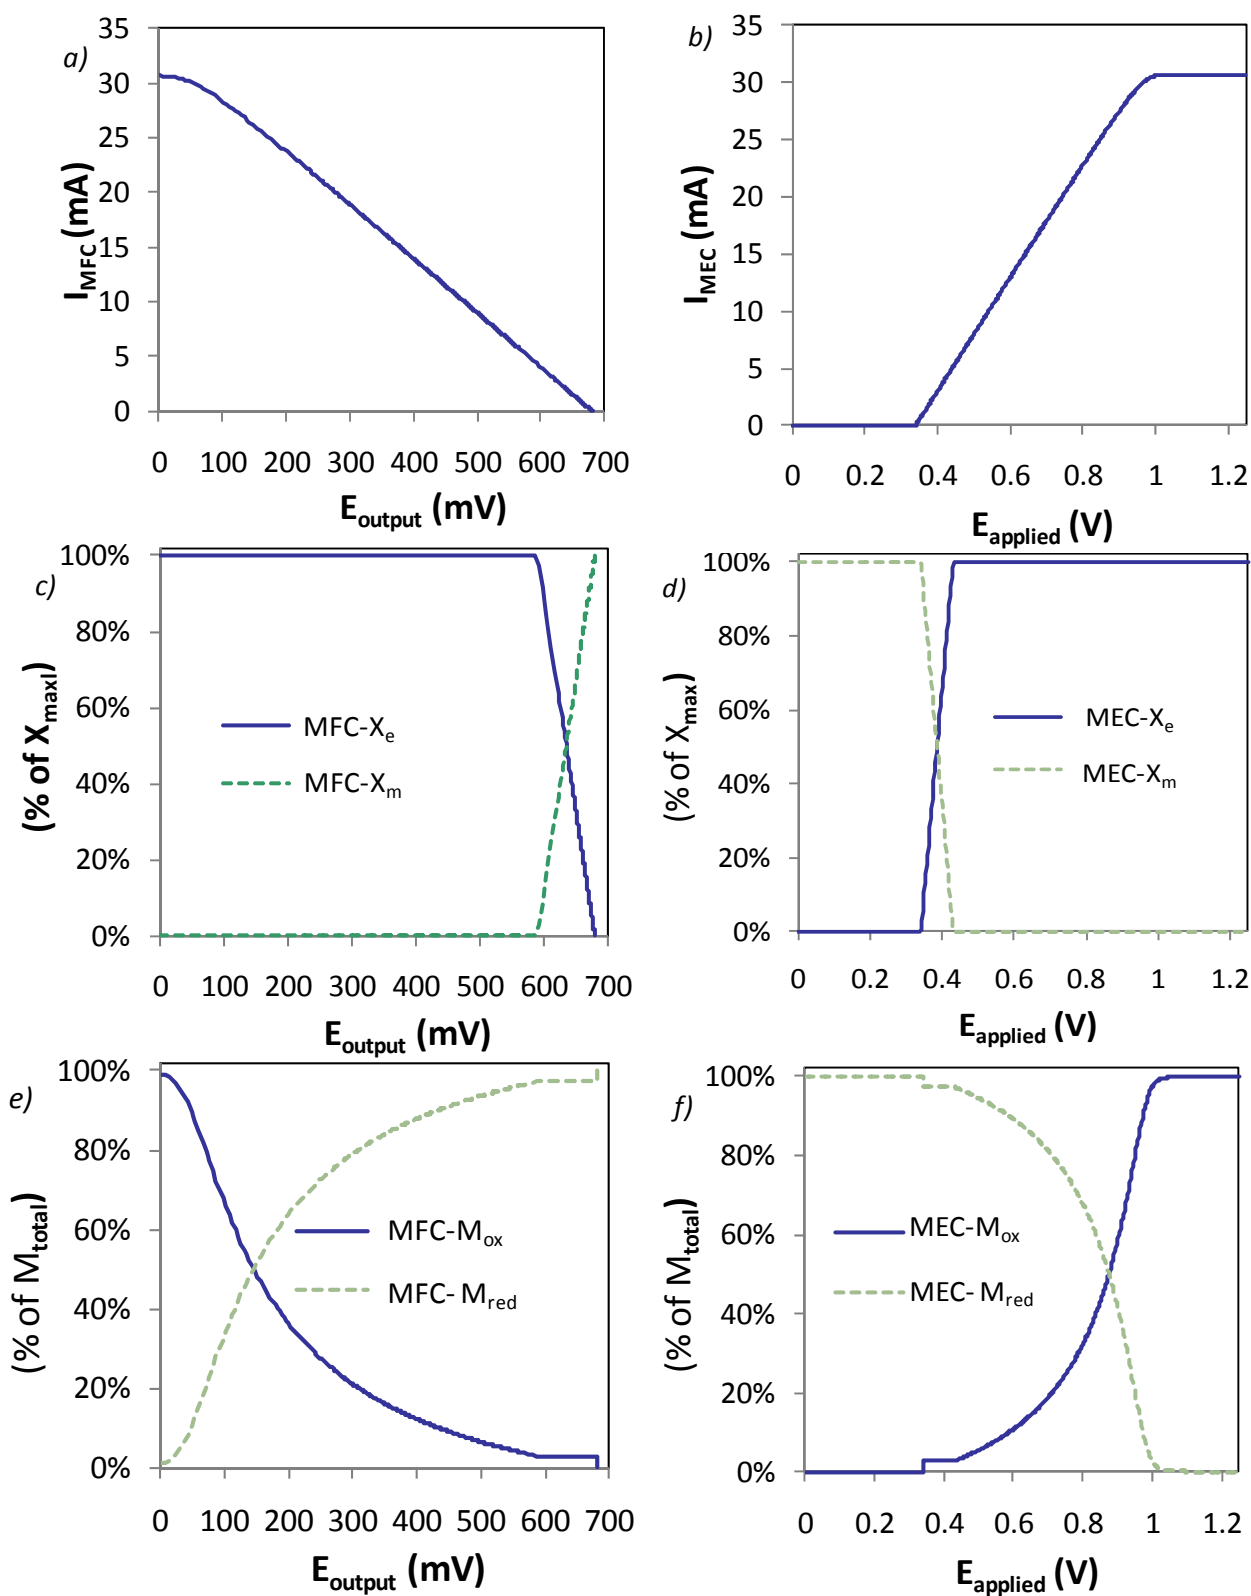 a)
35
30
25
20
15
10
5
0
I_MFC (mA)
0 100 200 300 400 500 600 700
E_output (mV)
b)
35
30
25
20
15
10
5
0
I_MEC (mA)
0 0.2 0.4 0.6 0.8 1 1.2
E_applied (V)
c)
100%
80%
60%
40%
20%
0%
(% of X_maxl)
MFC-X_e
MFC-X_m
0 100 200 300 400 500 600 700
E_output (mV)
d)
100%
80%
60%
40%
20%
0%
(% of X_max)
MEC-X_e
MEC-X_m
0 0.2 0.4 0.6 0.8 1 1.2
E_applied (V)
e)
100%
80%
60%
40%
20%
0%
(% of M_total)
MFC-M_ox
MFC- M_red
0 100 200 300 400 500 600 700
E_output (mV)
f)
100%
80%
60%
40%
20%
0%
(% of M_total)
MEC-M_ox
MEC- M_red
0 0.2 0.4 0.6 0.8 1 1.2
E_applied (V)